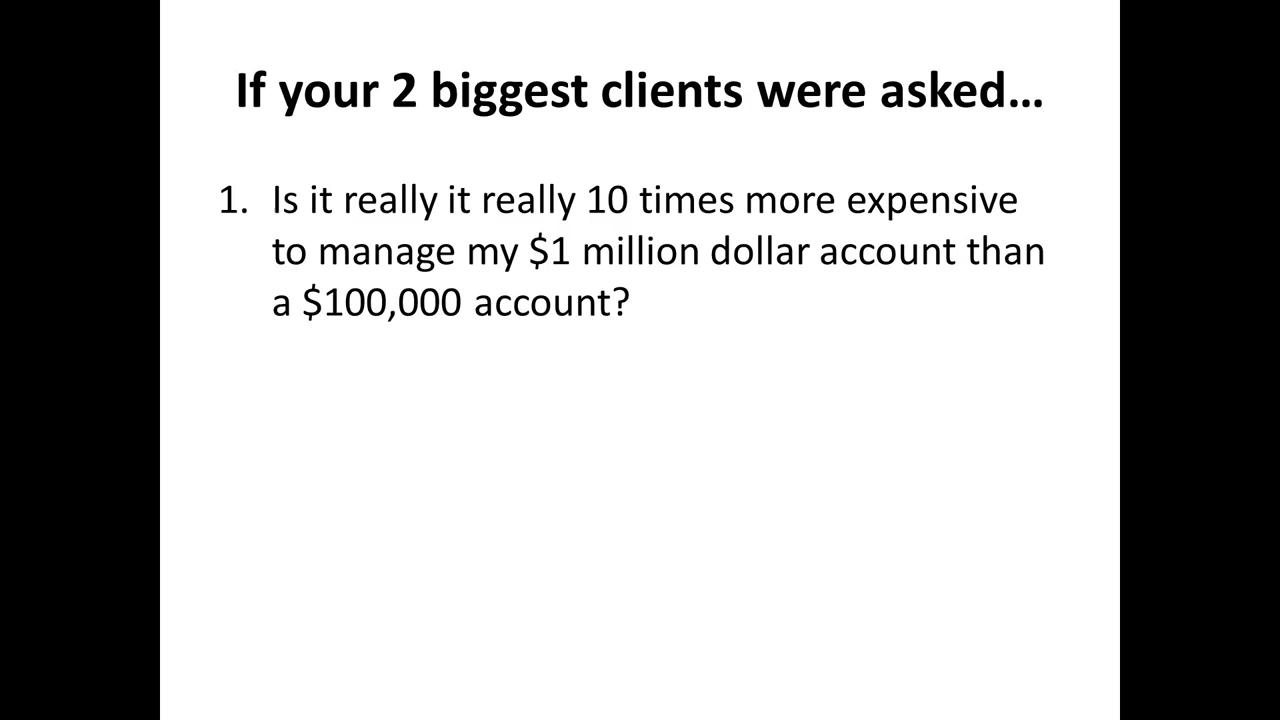 If your 2 biggest clients were asked...
1. Is it really it really 10 times more expensive
to manage my $1 million dollar account than
a $100,000 account?